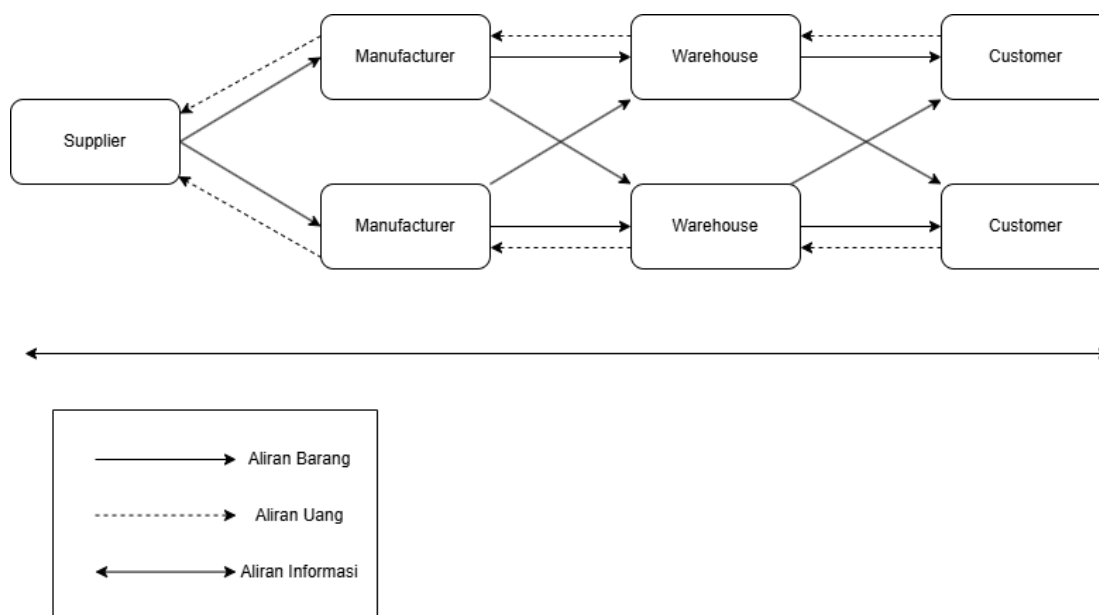 Manufacturer
Warehouse
Customer
Supplier
Manufacturer
Warehouse
Customer
Aliran Barang
Aliran Uang
Aliran Informasi